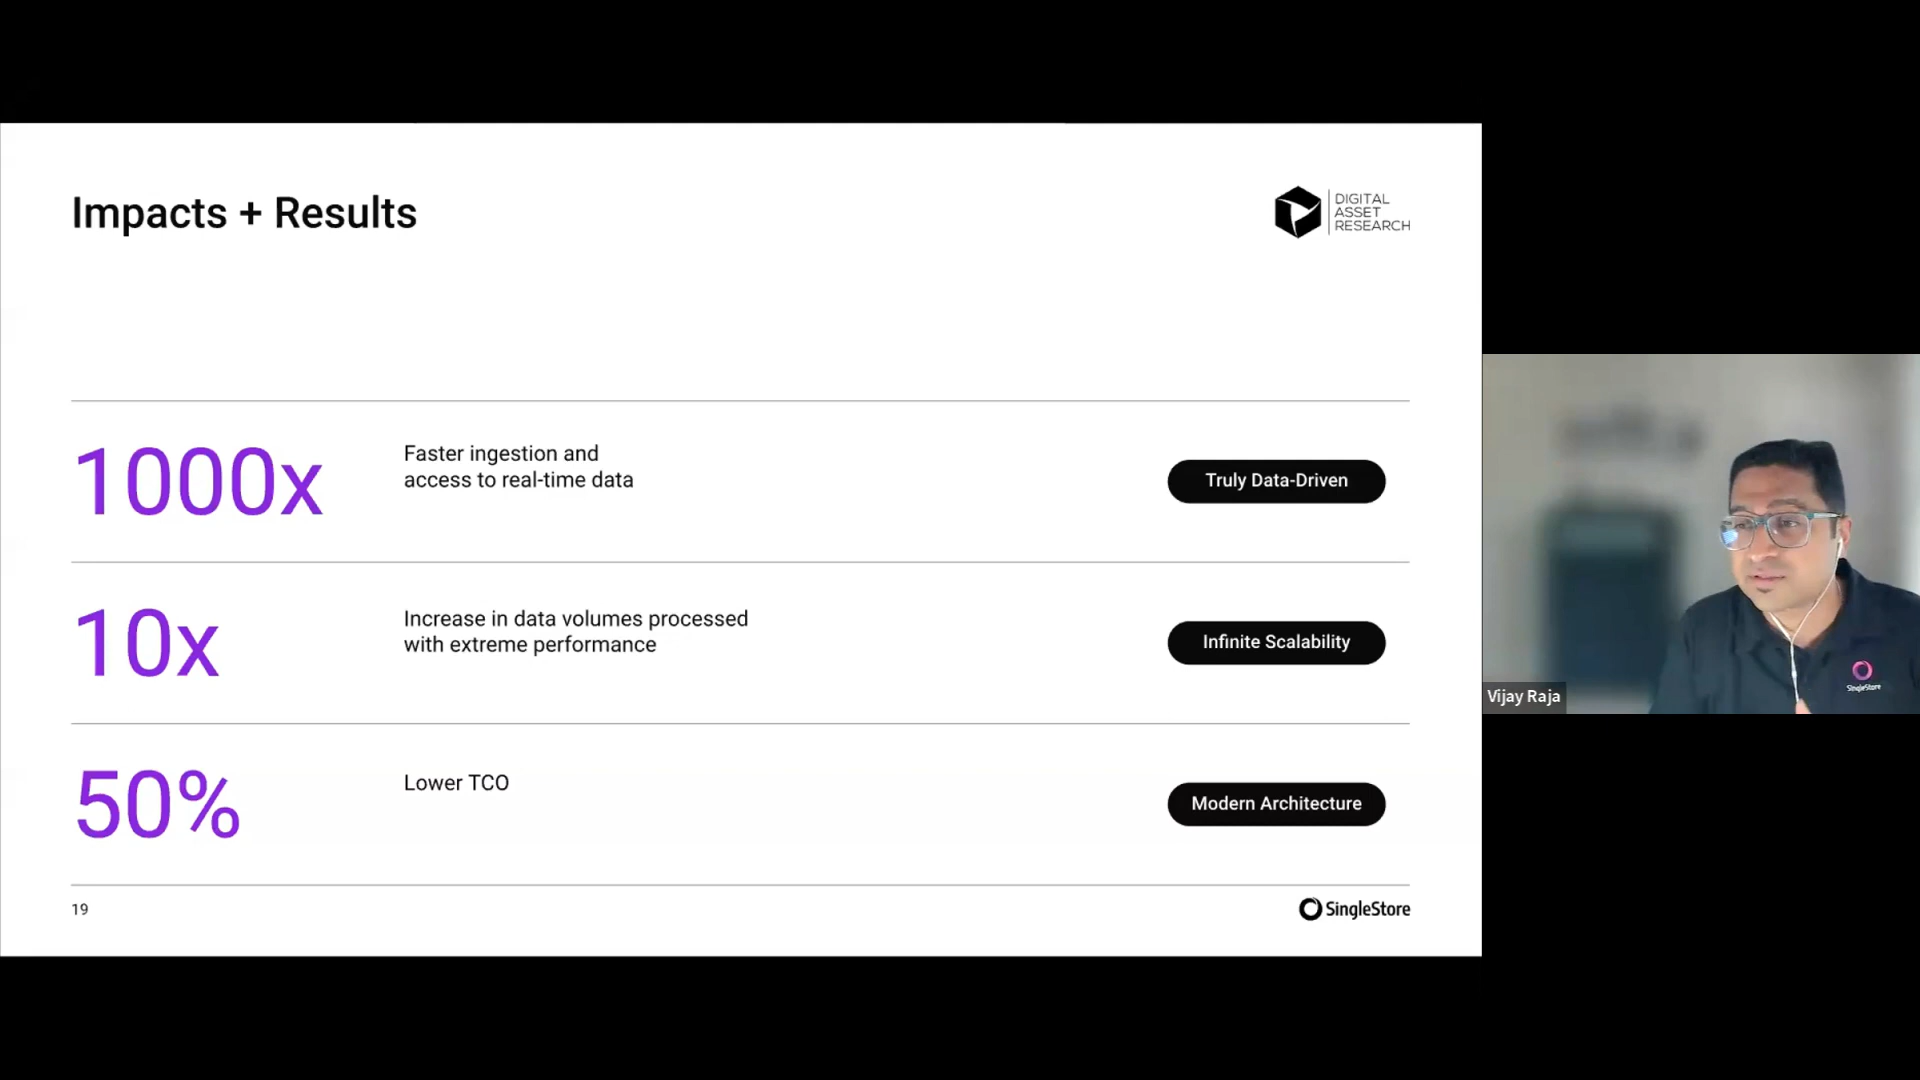 Impacts + Results
DIGITAL
ASSET
RESEARCH
1000x
Faster ingestion and
access to real-time data
Truly Data-Driven
10x
Increase in data volumes processed
with extreme performance
Infinite Scalability
50%
Lower TCO
Modern Architecture
19
SingleStore
Vijay Raja
SingleStore